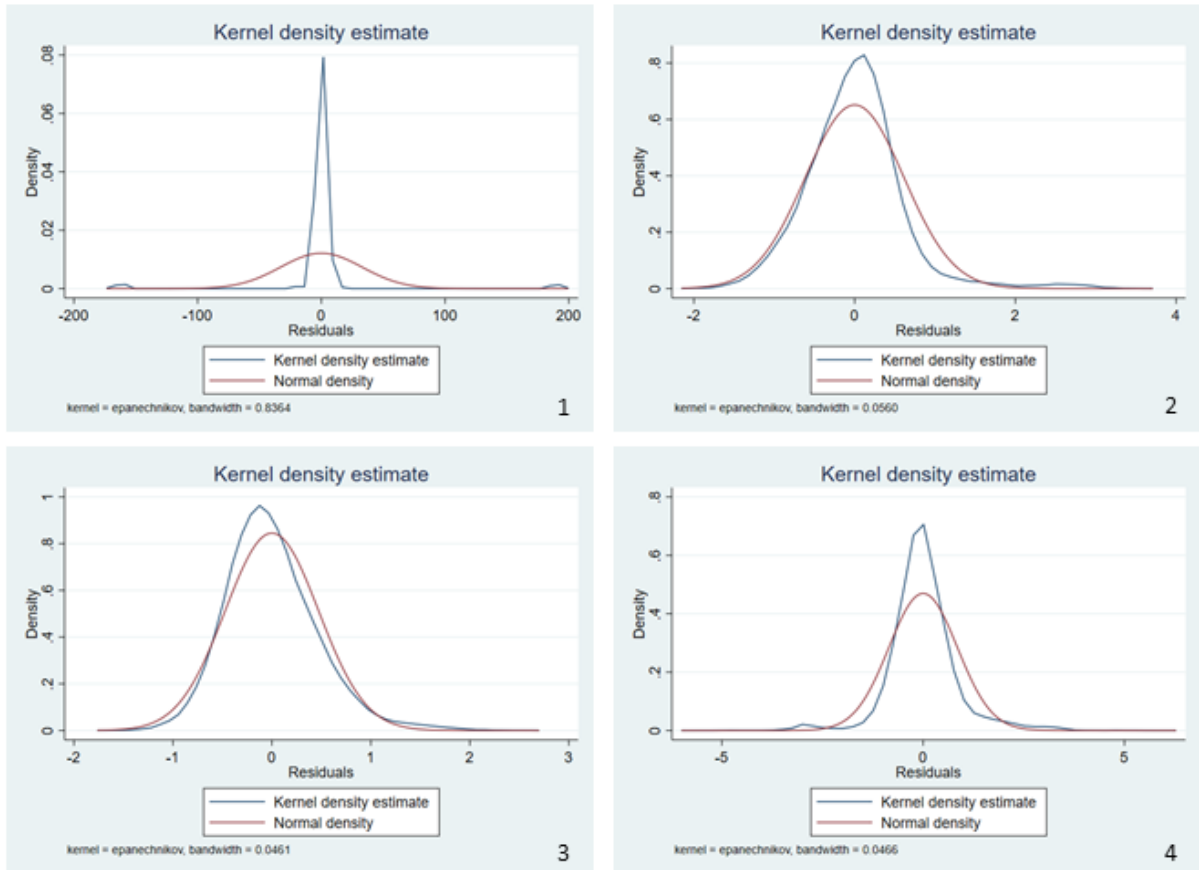 Kernel density estimate
Density
.08
.06
.04
.02
0
-200 -100 0 100 200
Residuals
Kernel density estimate
Normal density
kernel = epanechnikov, bandwidth = 0.8364
1
Kernel density estimate
Density
.8
.6
.4
.2
0
-2 0 2 4
Residuals
Kernel density estimate
Normal density
kernel = epanechnikov, bandwidth = 0.0560
2
Kernel density estimate
Density
1
.8
.6
.4
.2
0
-2 -1 0 1 2 3
Residuals
Kernel density estimate
Normal density
kernel = epanechnikov, bandwidth = 0.0461
3
Kernel density estimate
Density
.8
.6
.4
.2
0
-5 0 5
Residuals
Kernel density estimate
Normal density
kernel = epanechnikov, bandwidth = 0.0466
4